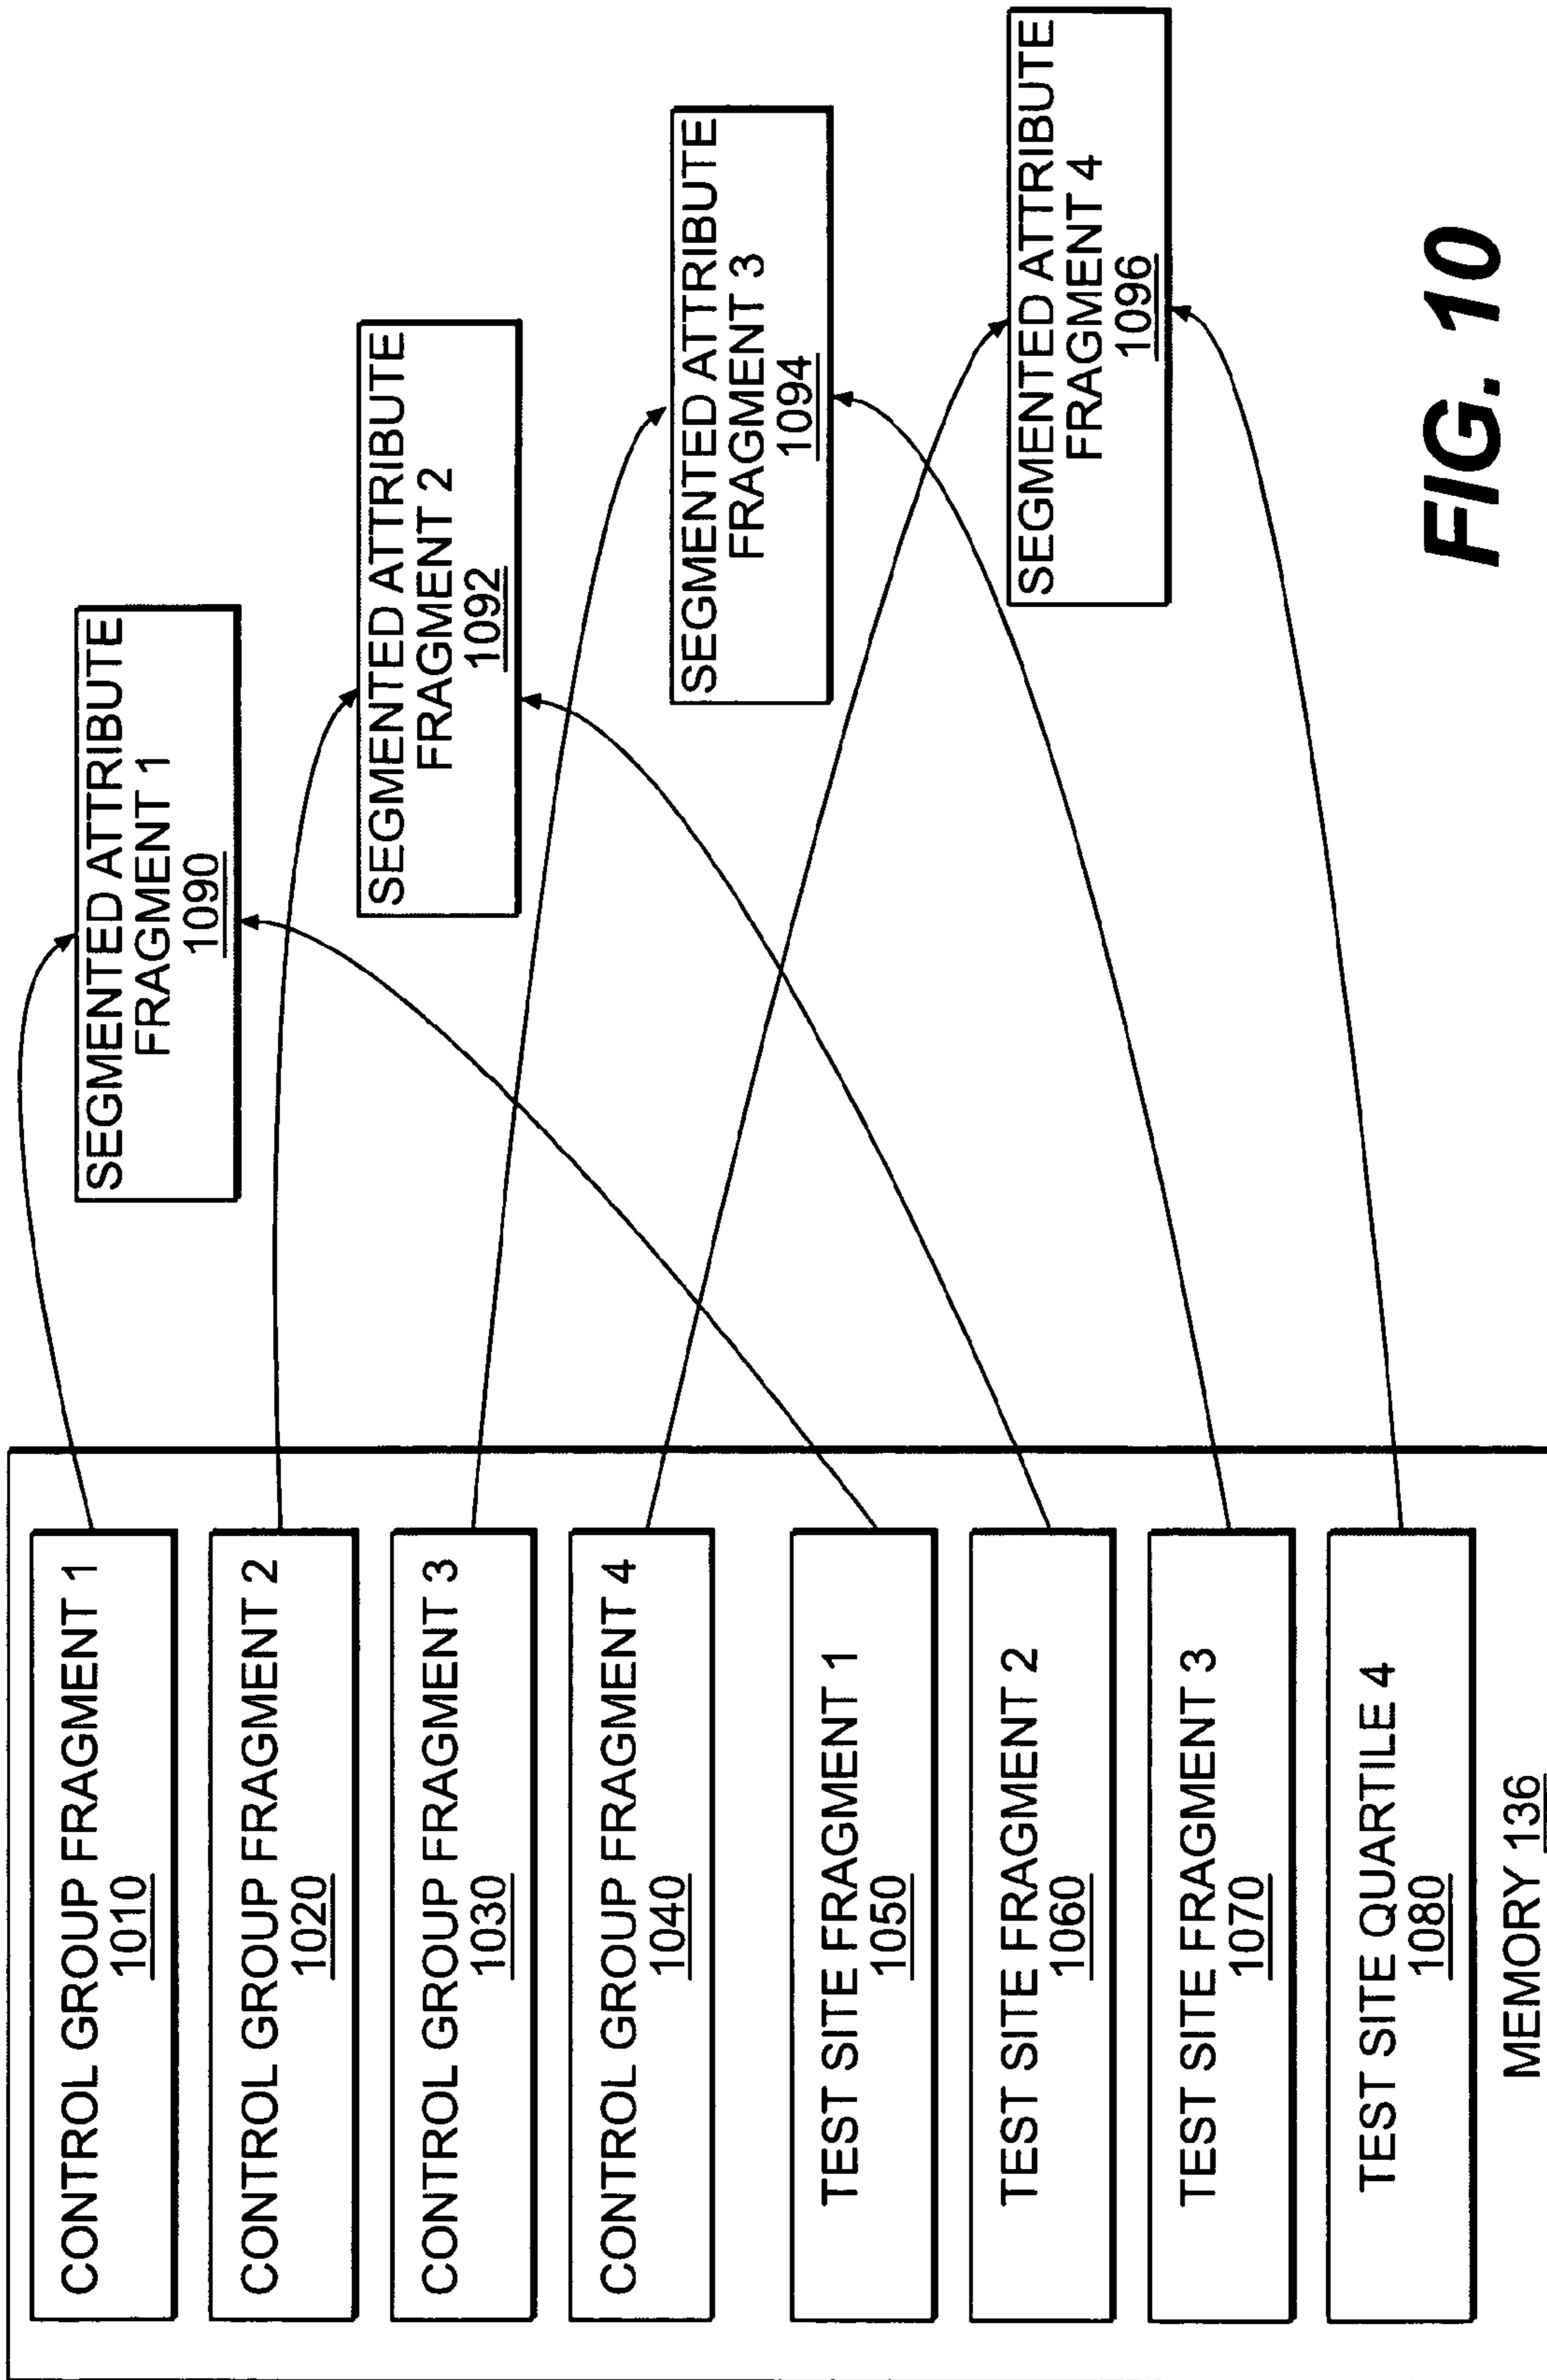 CONTROL GROUP FRAGMENT 1
1010
CONTROL GROUP FRAGMENT 2
1020
CONTROL GROUP FRAGMENT 3
1030
CONTROL GROUP FRAGMENT 4
1040
TEST SITE FRAGMENT 1
1050
TEST SITE FRAGMENT 2
1060
TEST SITE FRAGMENT 3
1070
TEST SITE QUARTILE 4
1080
MEMORY 136
SEGMENTED ATTRIBUTE
FRAGMENT 1
1090
SEGMENTED ATTRIBUTE
FRAGMENT 2
1092
SEGMENTED ATTRIBUTE
FRAGMENT 3
1094
SEGMENTED ATTRIBUTE
FRAGMENT 4
1096
FIG. 10